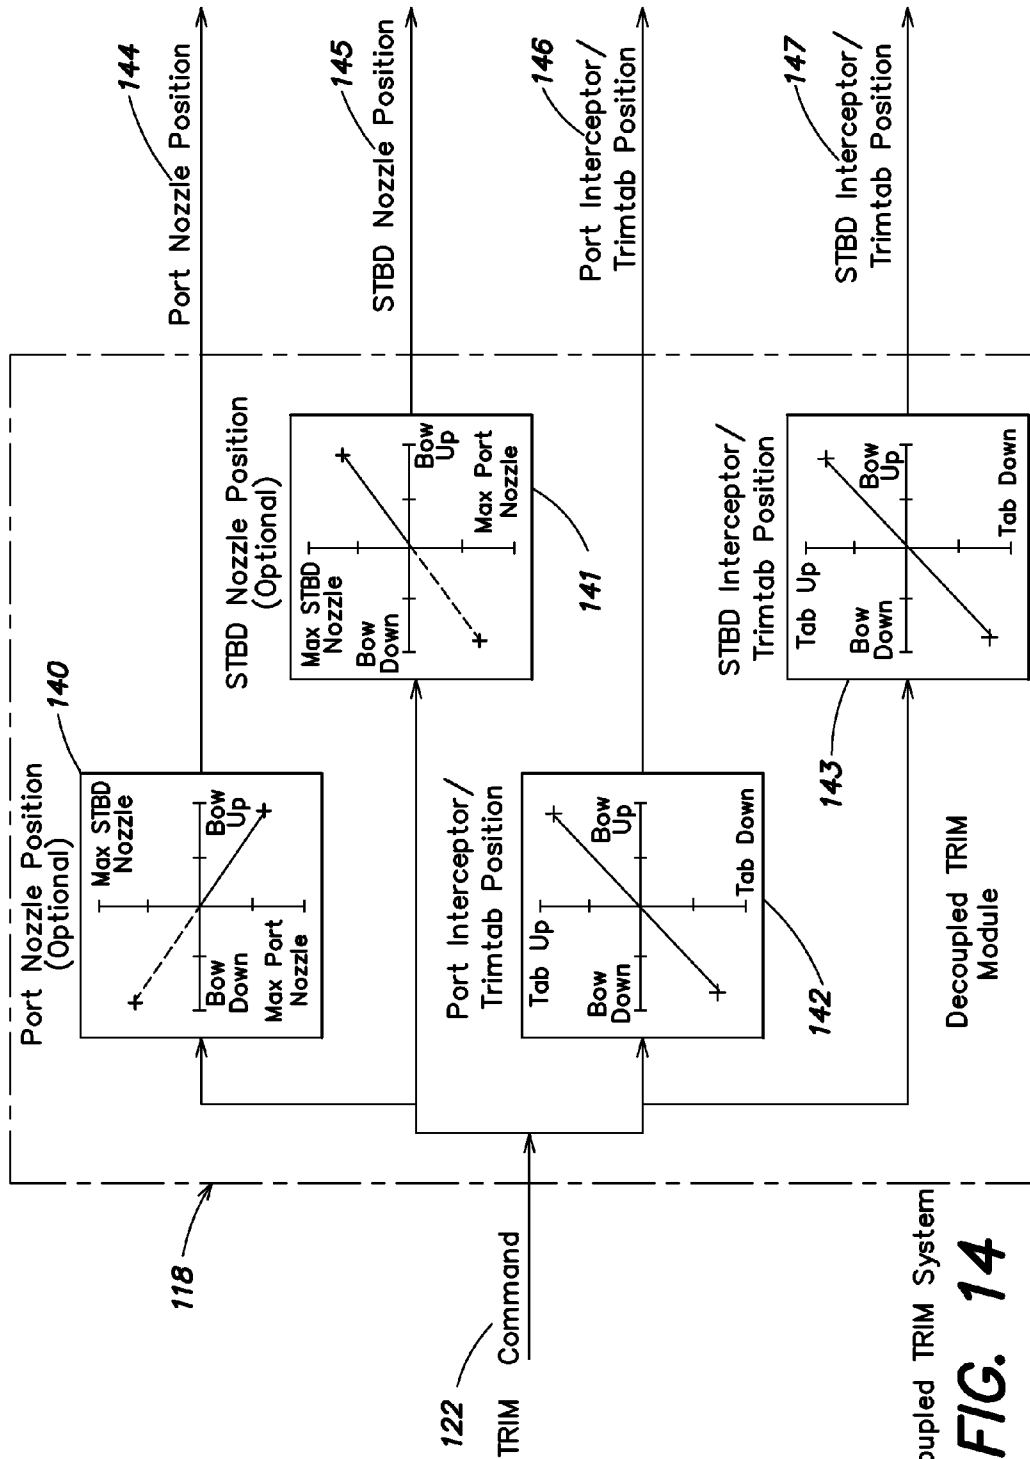 118
122
TRIM Command
Port Nozzle Position
(Optional)
140
Max STBD
Nozzle
Bow
Down
Bow
Up
Max Port
Nozzle
144
Port Nozzle Position
STBD Nozzle Position
(Optional)
Max STBD
Nozzle
Bow
Down
Bow
Up
Max Port
Nozzle
141
145
STBD Nozzle Position
Port Interceptor/
Trimtab Position
Tab Up
Bow
Down
Bow
Up
Tab Down
142
146
Port Interceptor/
Trimtab Position
STBD Interceptor/
Trimtab Position
Tab Up
Bow
Down
Bow
Up
Tab Down
143
147
STBD Interceptor/
Trimtab Position
Decoupled TRIM
Module
oupled TRIM System
FIG. 14